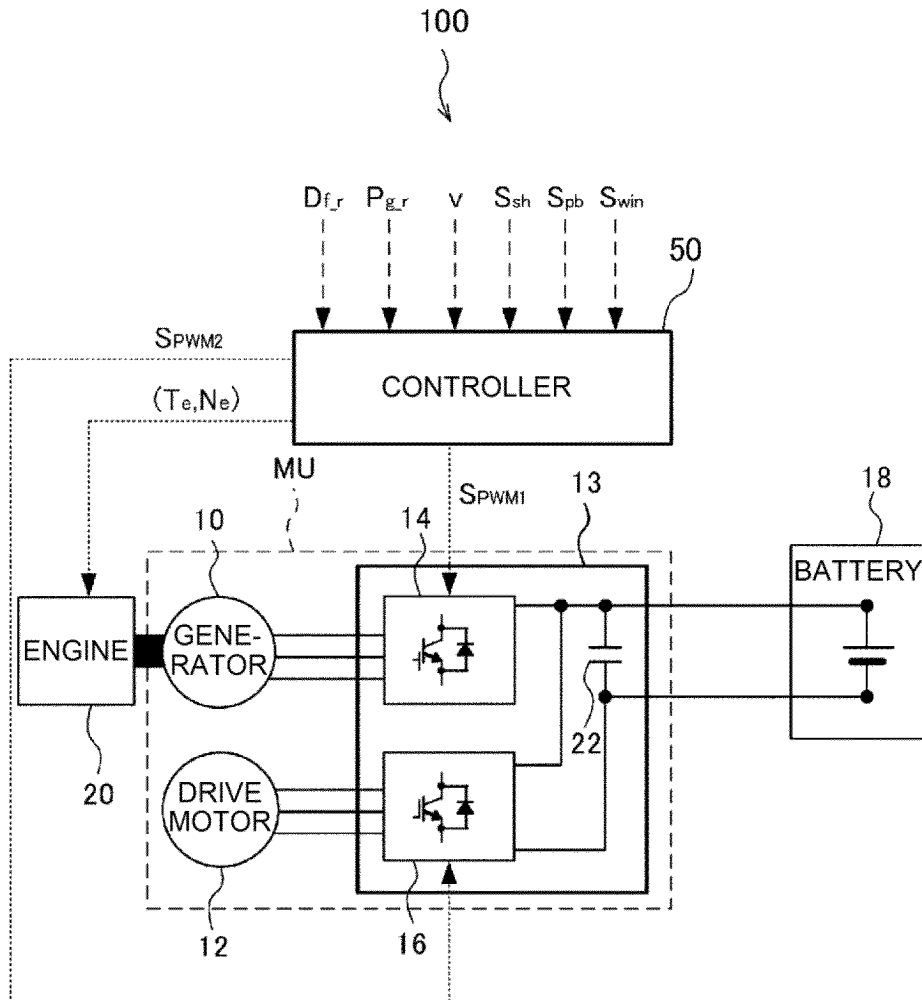 100
Df_r Pg_r v Ssh Spb Swin
50
SPWM2
CONTROLLER
(Te,Ne)
MU
SPWM1
13
18
10
14
BATTERY
ENGINE
GENE-
RATOR
22
20
DRIVE
MOTOR
12
16